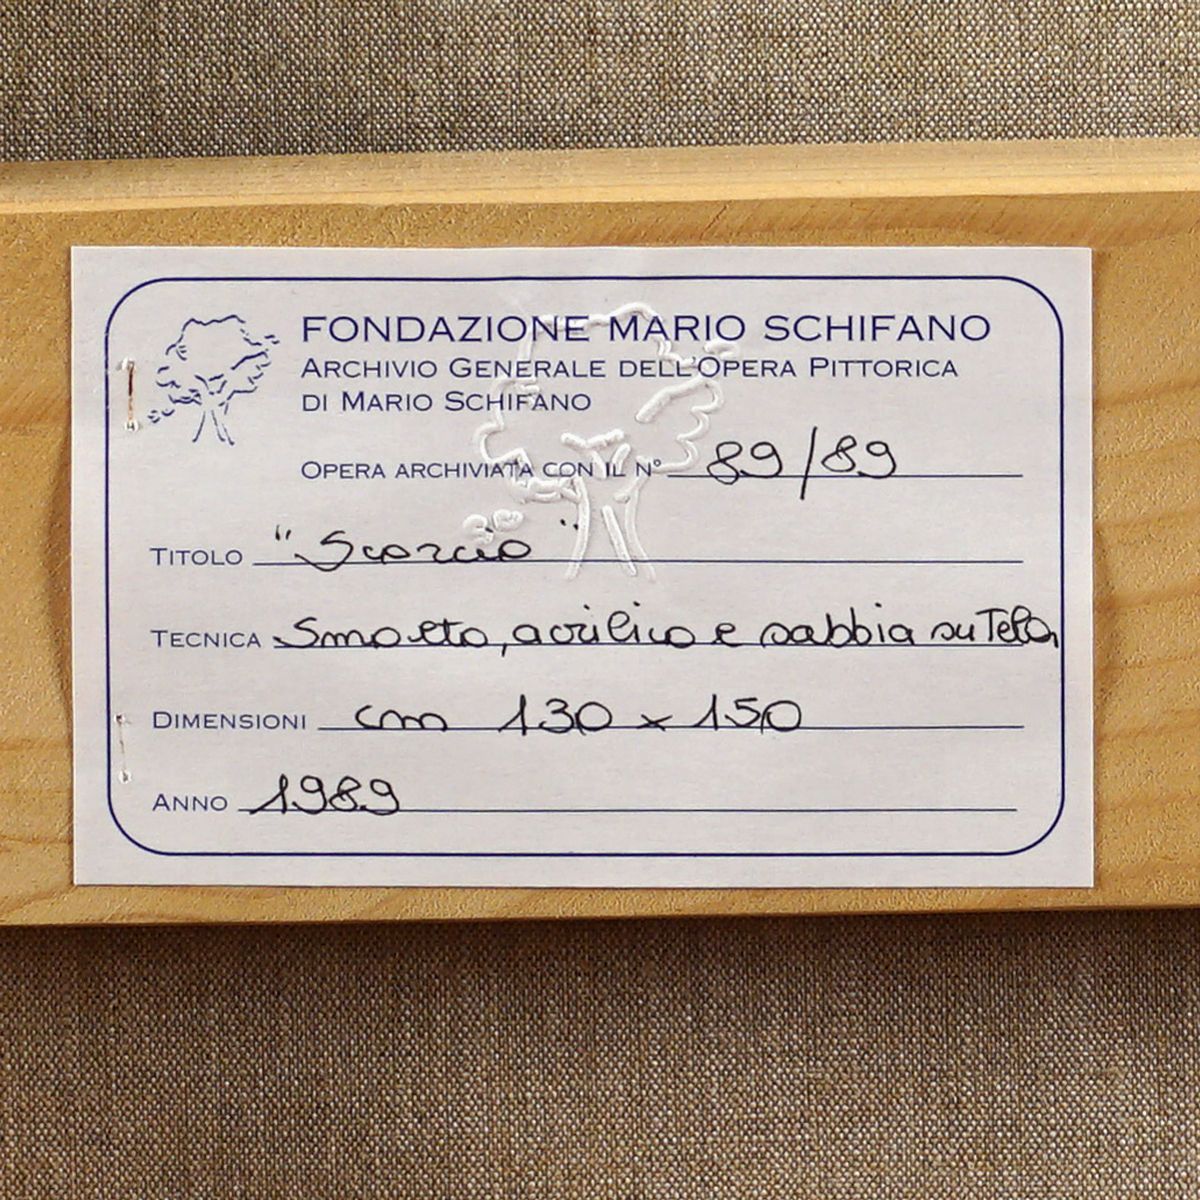 FONDAZIONE MARIO SCHIFANO
ARCHIVIO GENERALE DELL'OPERA PITTORICA
DI MARIO SCHIFANO
OPERA ARCHIVIATA CON IL N° 89/89
TITOLO "Scorcio"
TECNICA Smalto, acrilico e sabbia su Tela
DIMENSIONI cm 130 x 150
ANNO 1989